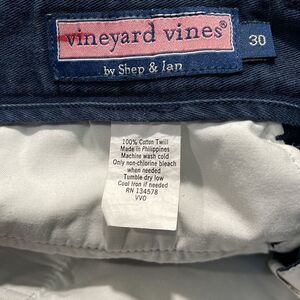 vineyard vines®
30
by Shep & Ian
100% Cotton Twill
Made in Philippines
Machine wash cold
Only non-chlorine bleach
when needed
Tumble dry low
Cool Iron if needed
RN 134578
VVO